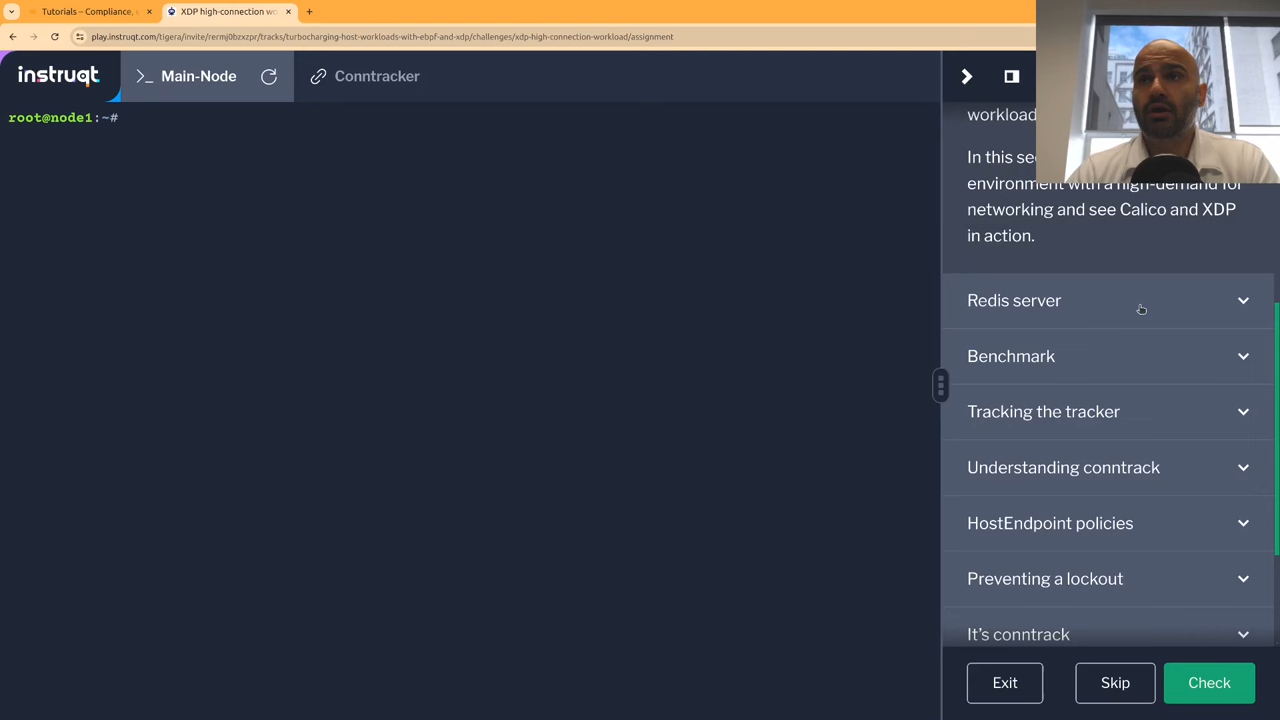 Tutorials – Compliance,
XDP high-connection wo
play.instruqt.com/tigera/invite/rermj0bzxzpr/tracks/turbocharging-host-workloads-with-ebpf-and-xdp/challenges/xdp-high-connection-workload/assignment
instruqt
>_ Main-Node
Conntracker
root@node1:~#
workload
In this se
environment with a high-demand for
networking and see Calico and XDP
in action.
Redis server
Benchmark
Tracking the tracker
Understanding conntrack
HostEndpoint policies
Preventing a lockout
It's conntrack
Exit
Skip
Check